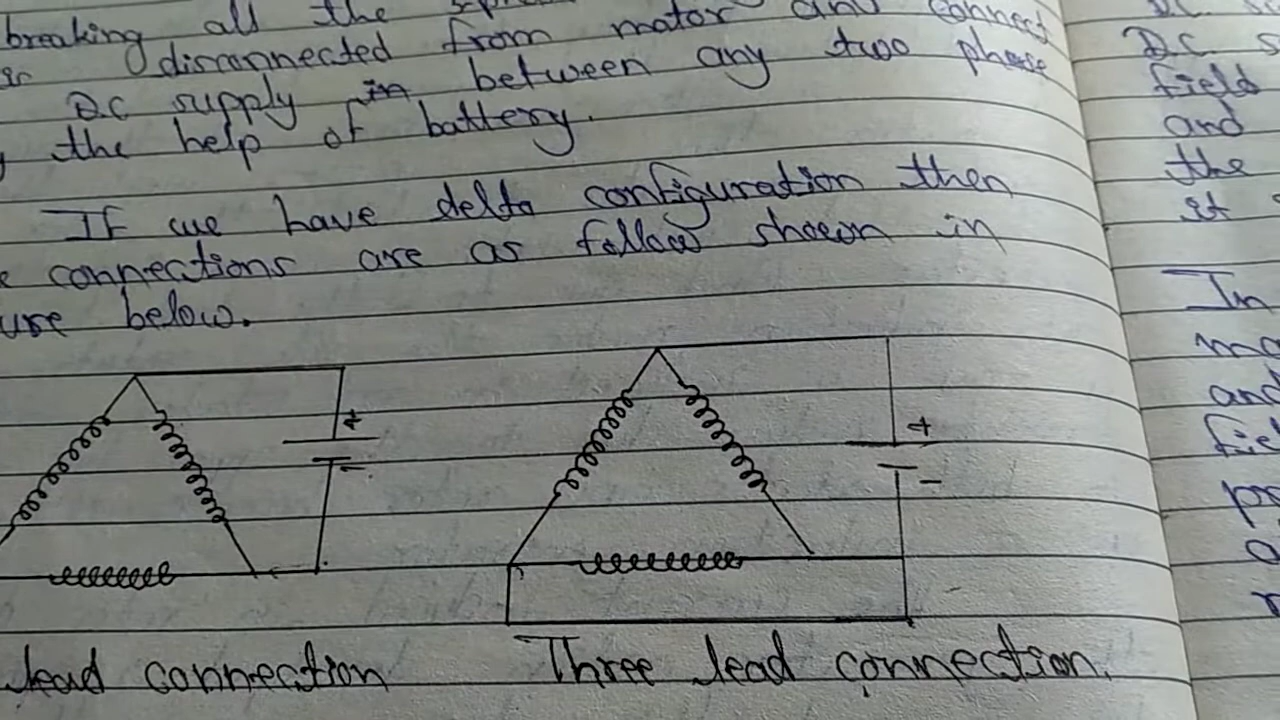 breaking all the
disconnected from motor and connect
D.C supply in between any two phase
the help of battery.
If we have delta configuration then
connections are as follow shown in
below.
+
-
+
-
lead connection
Three lead connection.
D.C s
field
and
the
it
In
and